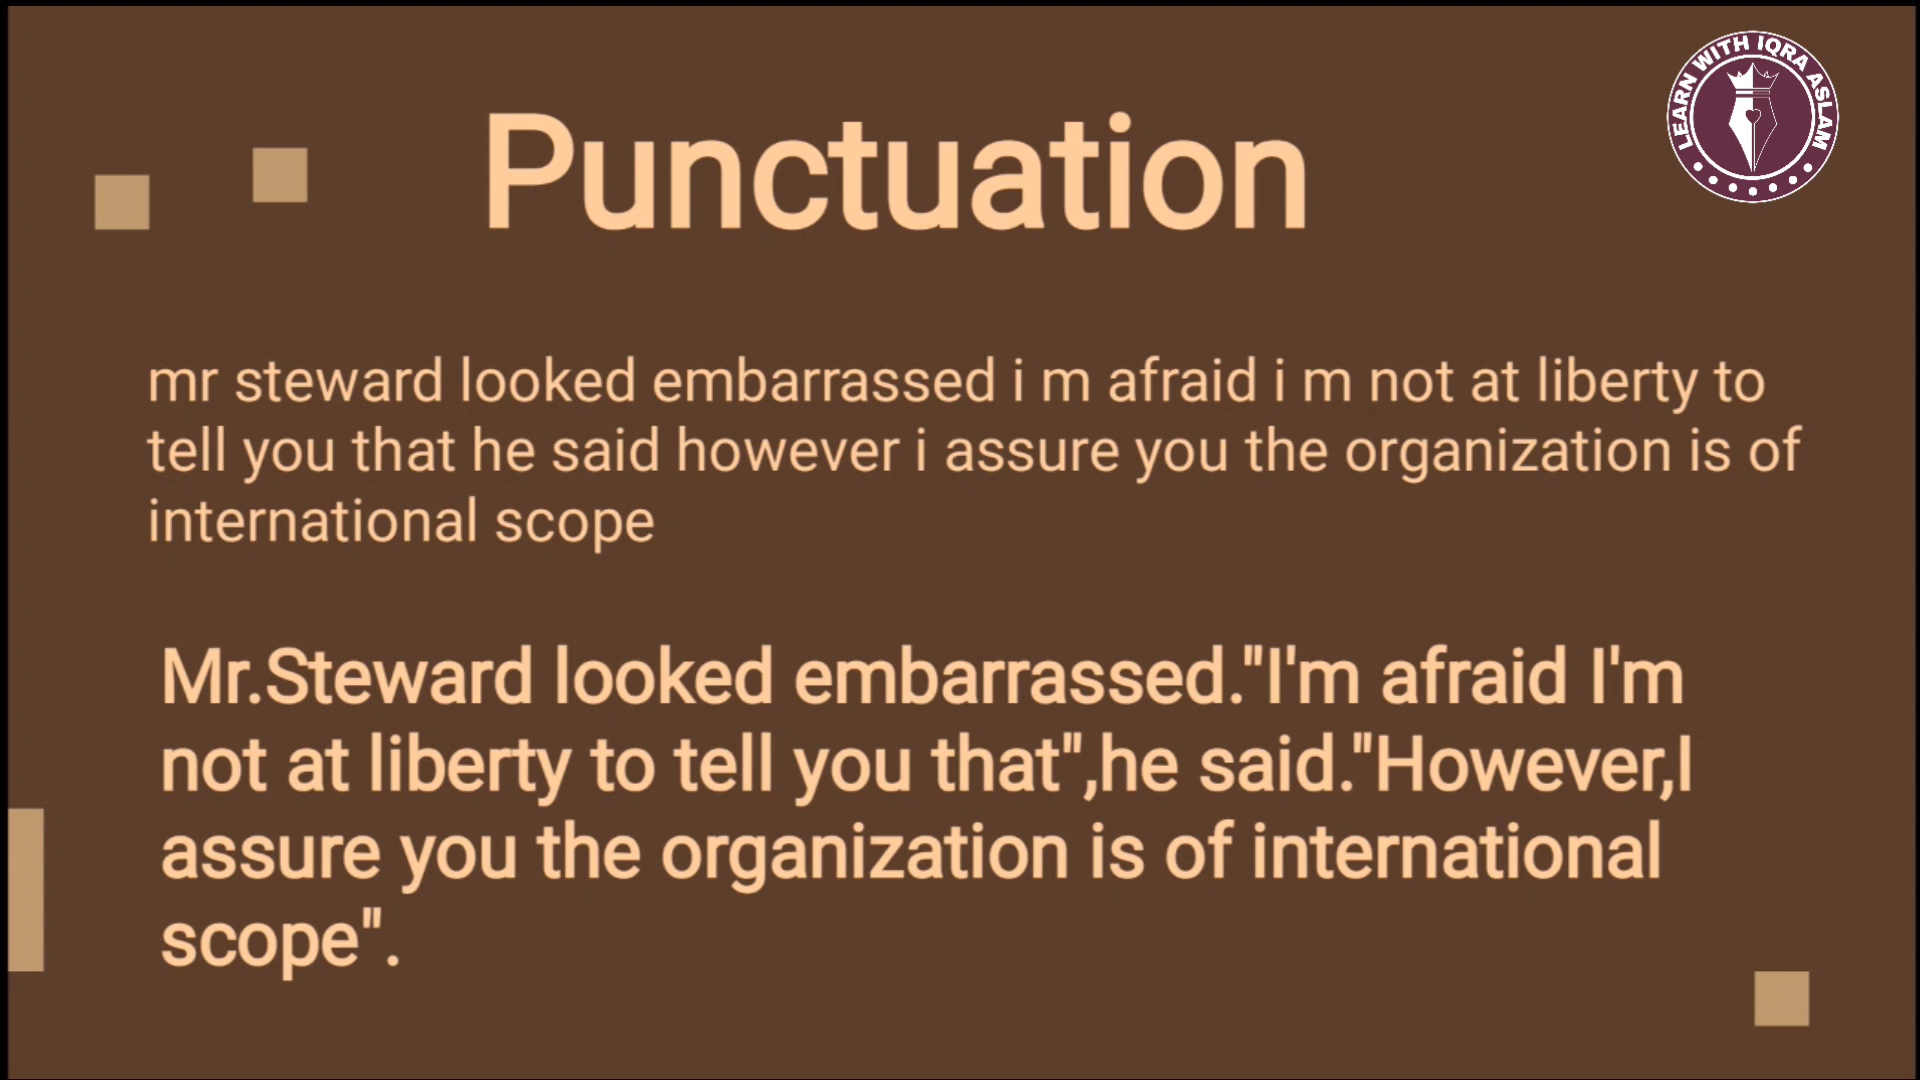 LEARN WITH IQRA ASLAM
Punctuation
mr steward looked embarrassed i m afraid i m not at liberty to
tell you that he said however i assure you the organization is of
international scope
Mr.Steward looked embarrassed."I'm afraid I'm
not at liberty to tell you that",he said."However,I
assure you the organization is of international
scope".